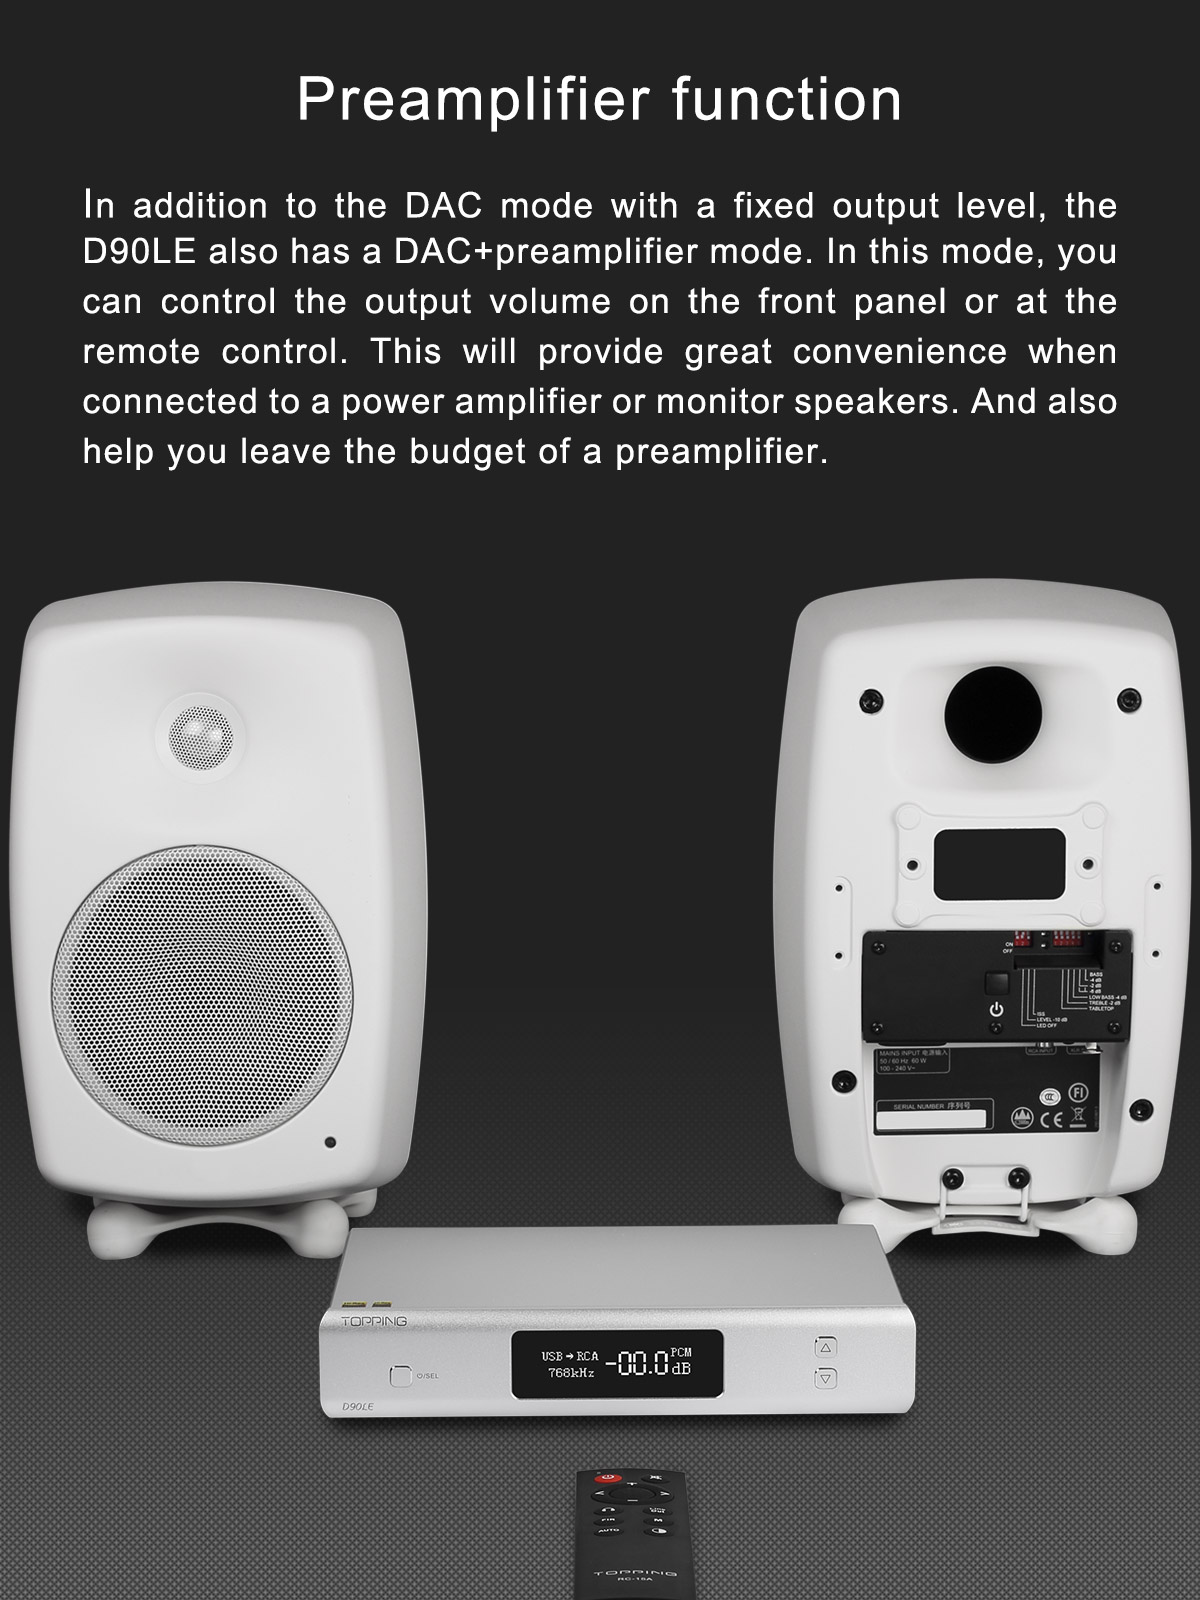 Preamplifier function
In addition to the DAC mode with a fixed output level, the
D90LE also has a DAC+preamplifier mode. In this mode, you
can control the output volume on the front panel or at the
remote control. This will provide great convenience when
connected to a power amplifier or monitor speakers. And also
help you leave the budget of a preamplifier.
ON
OFF
BASS
-4 dB
-2 dB
-6 dB
LOW BASS -4 dB
TREBLE -2 dB
TABLETOP
ISS
LEVEL -10 dB
LED OFF
MAINS INPUT 电源输入
50 / 60 Hz 60 W
100 - 240 V~
RCA INPUT
SERIAL NUMBER 序列号
FI
CE
TOPPING
USB→RCA
768kHz
-00.0
PCM
dB
⏻/SEL
D90LE
FIR
M
AUTO
TOPPING
RC-15A